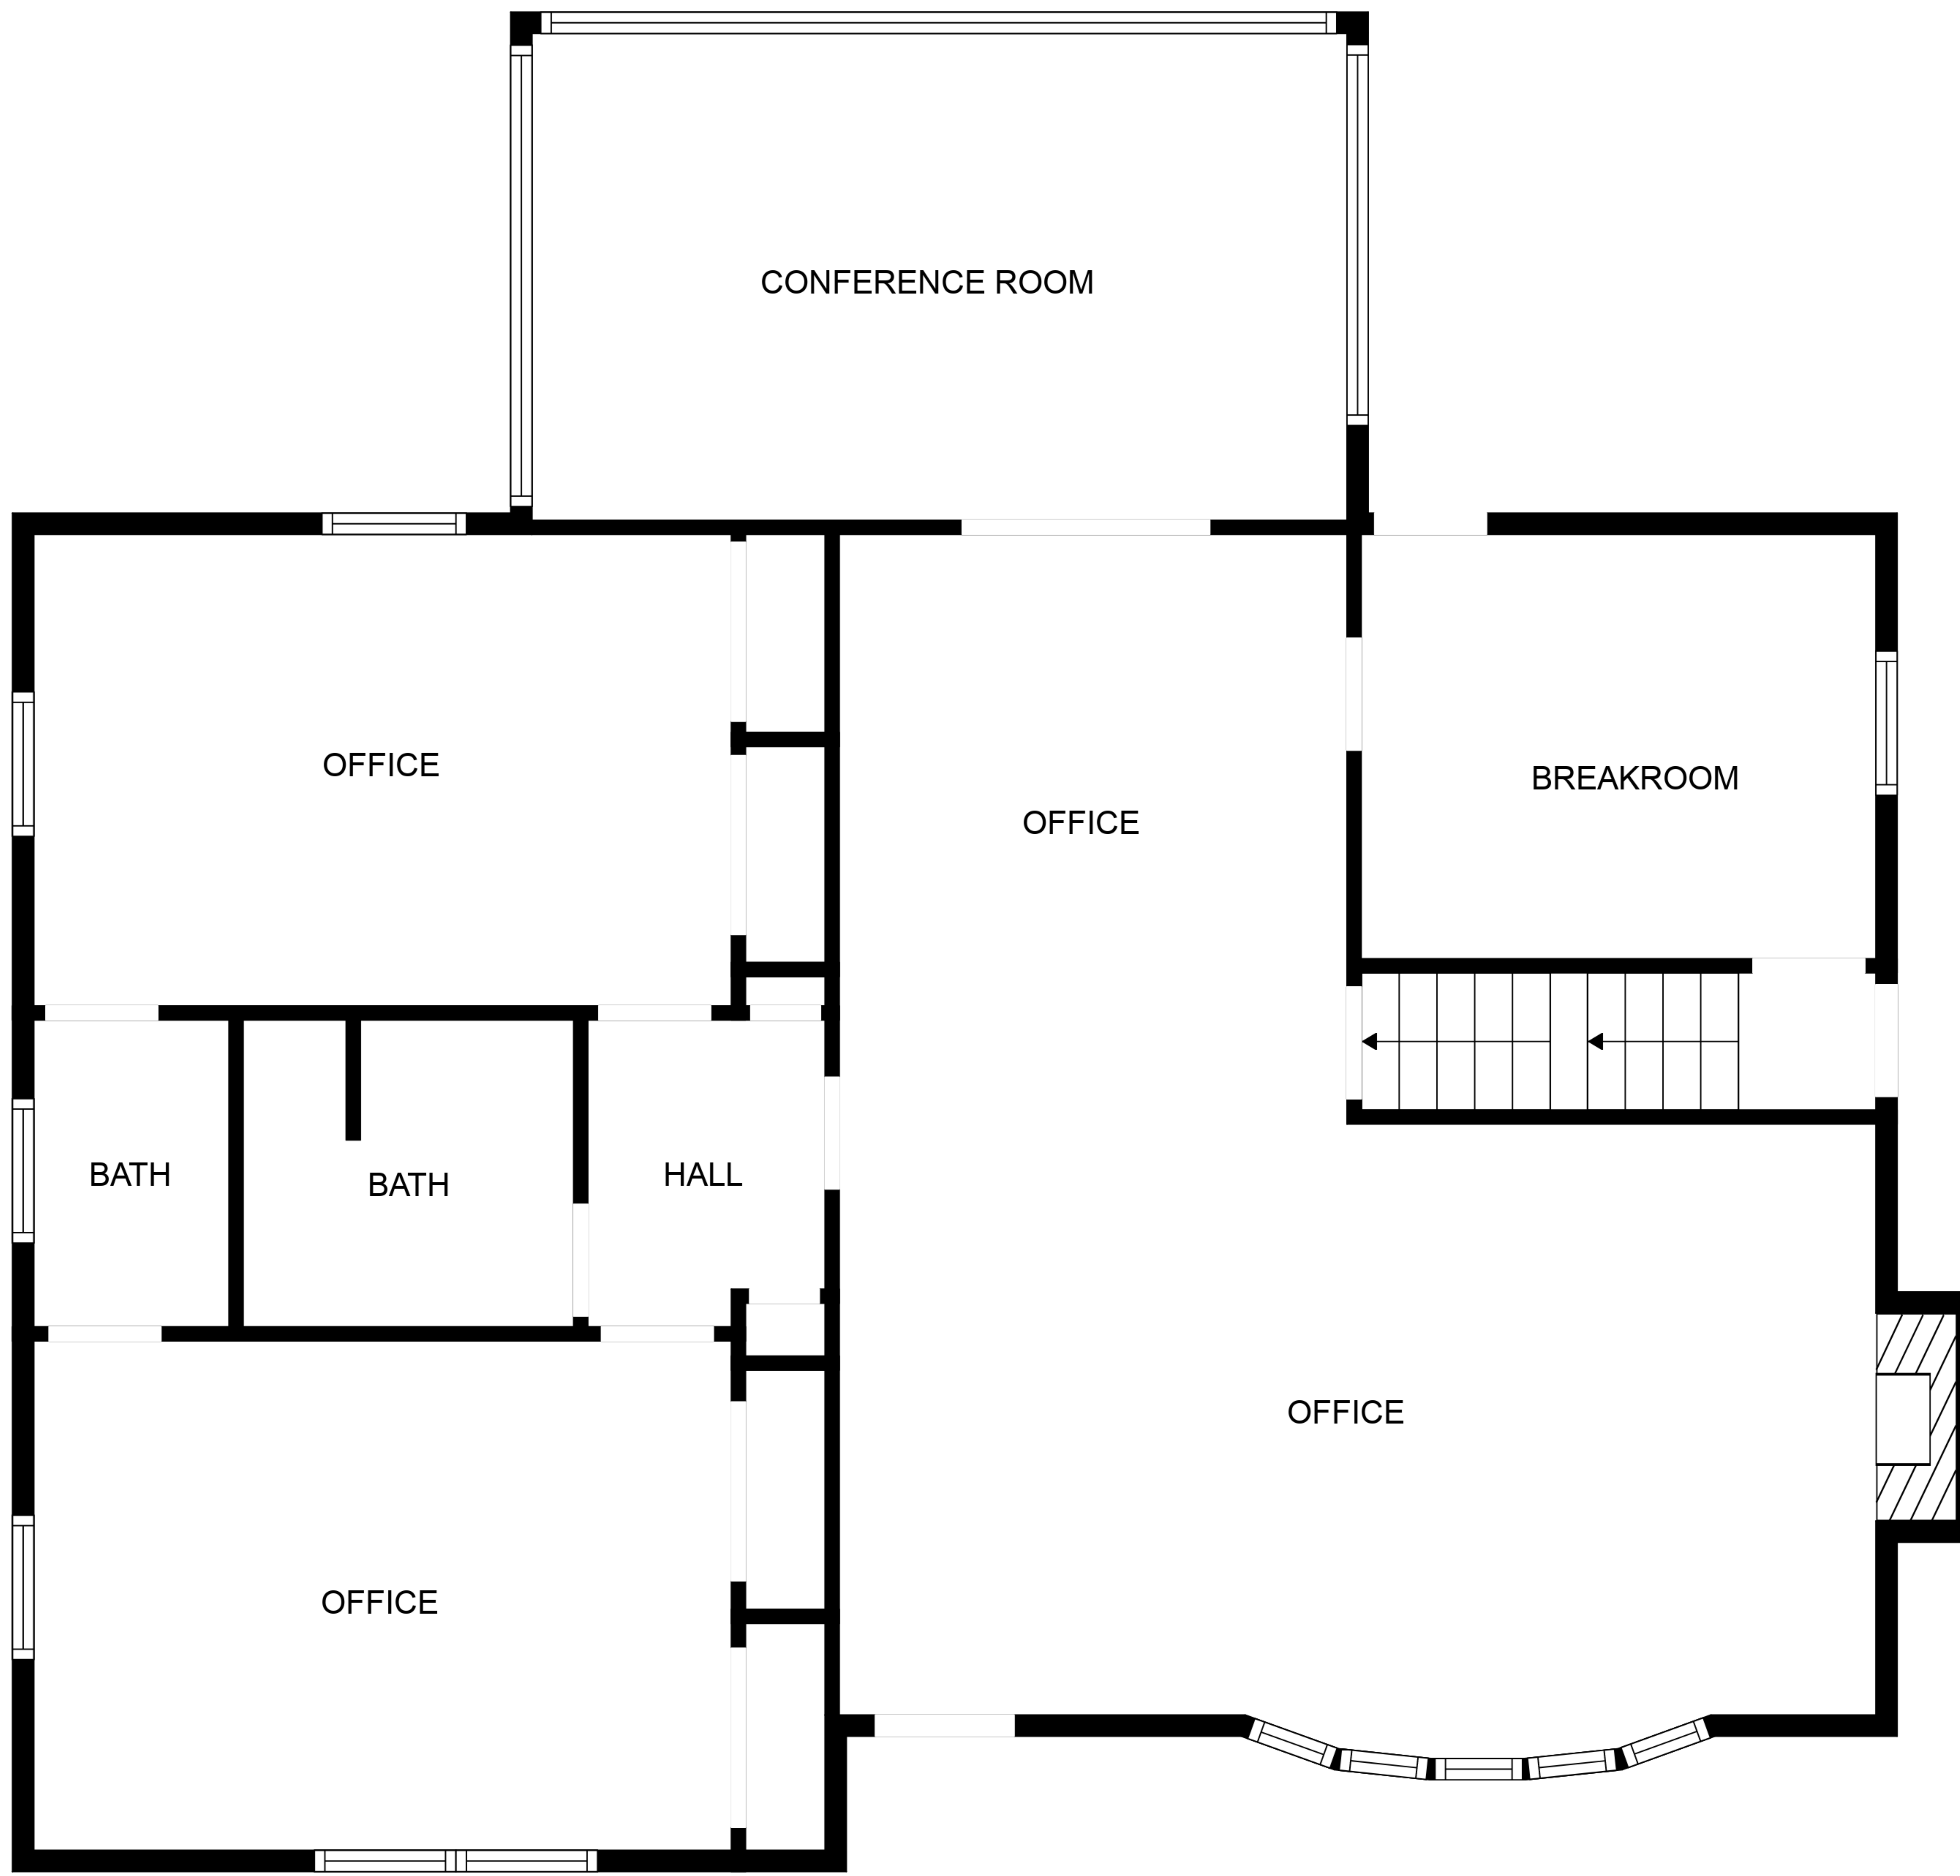 CONFERENCE ROOM
OFFICE
BREAKROOM
OFFICE
BATH
BATH
HALL
OFFICE
OFFICE